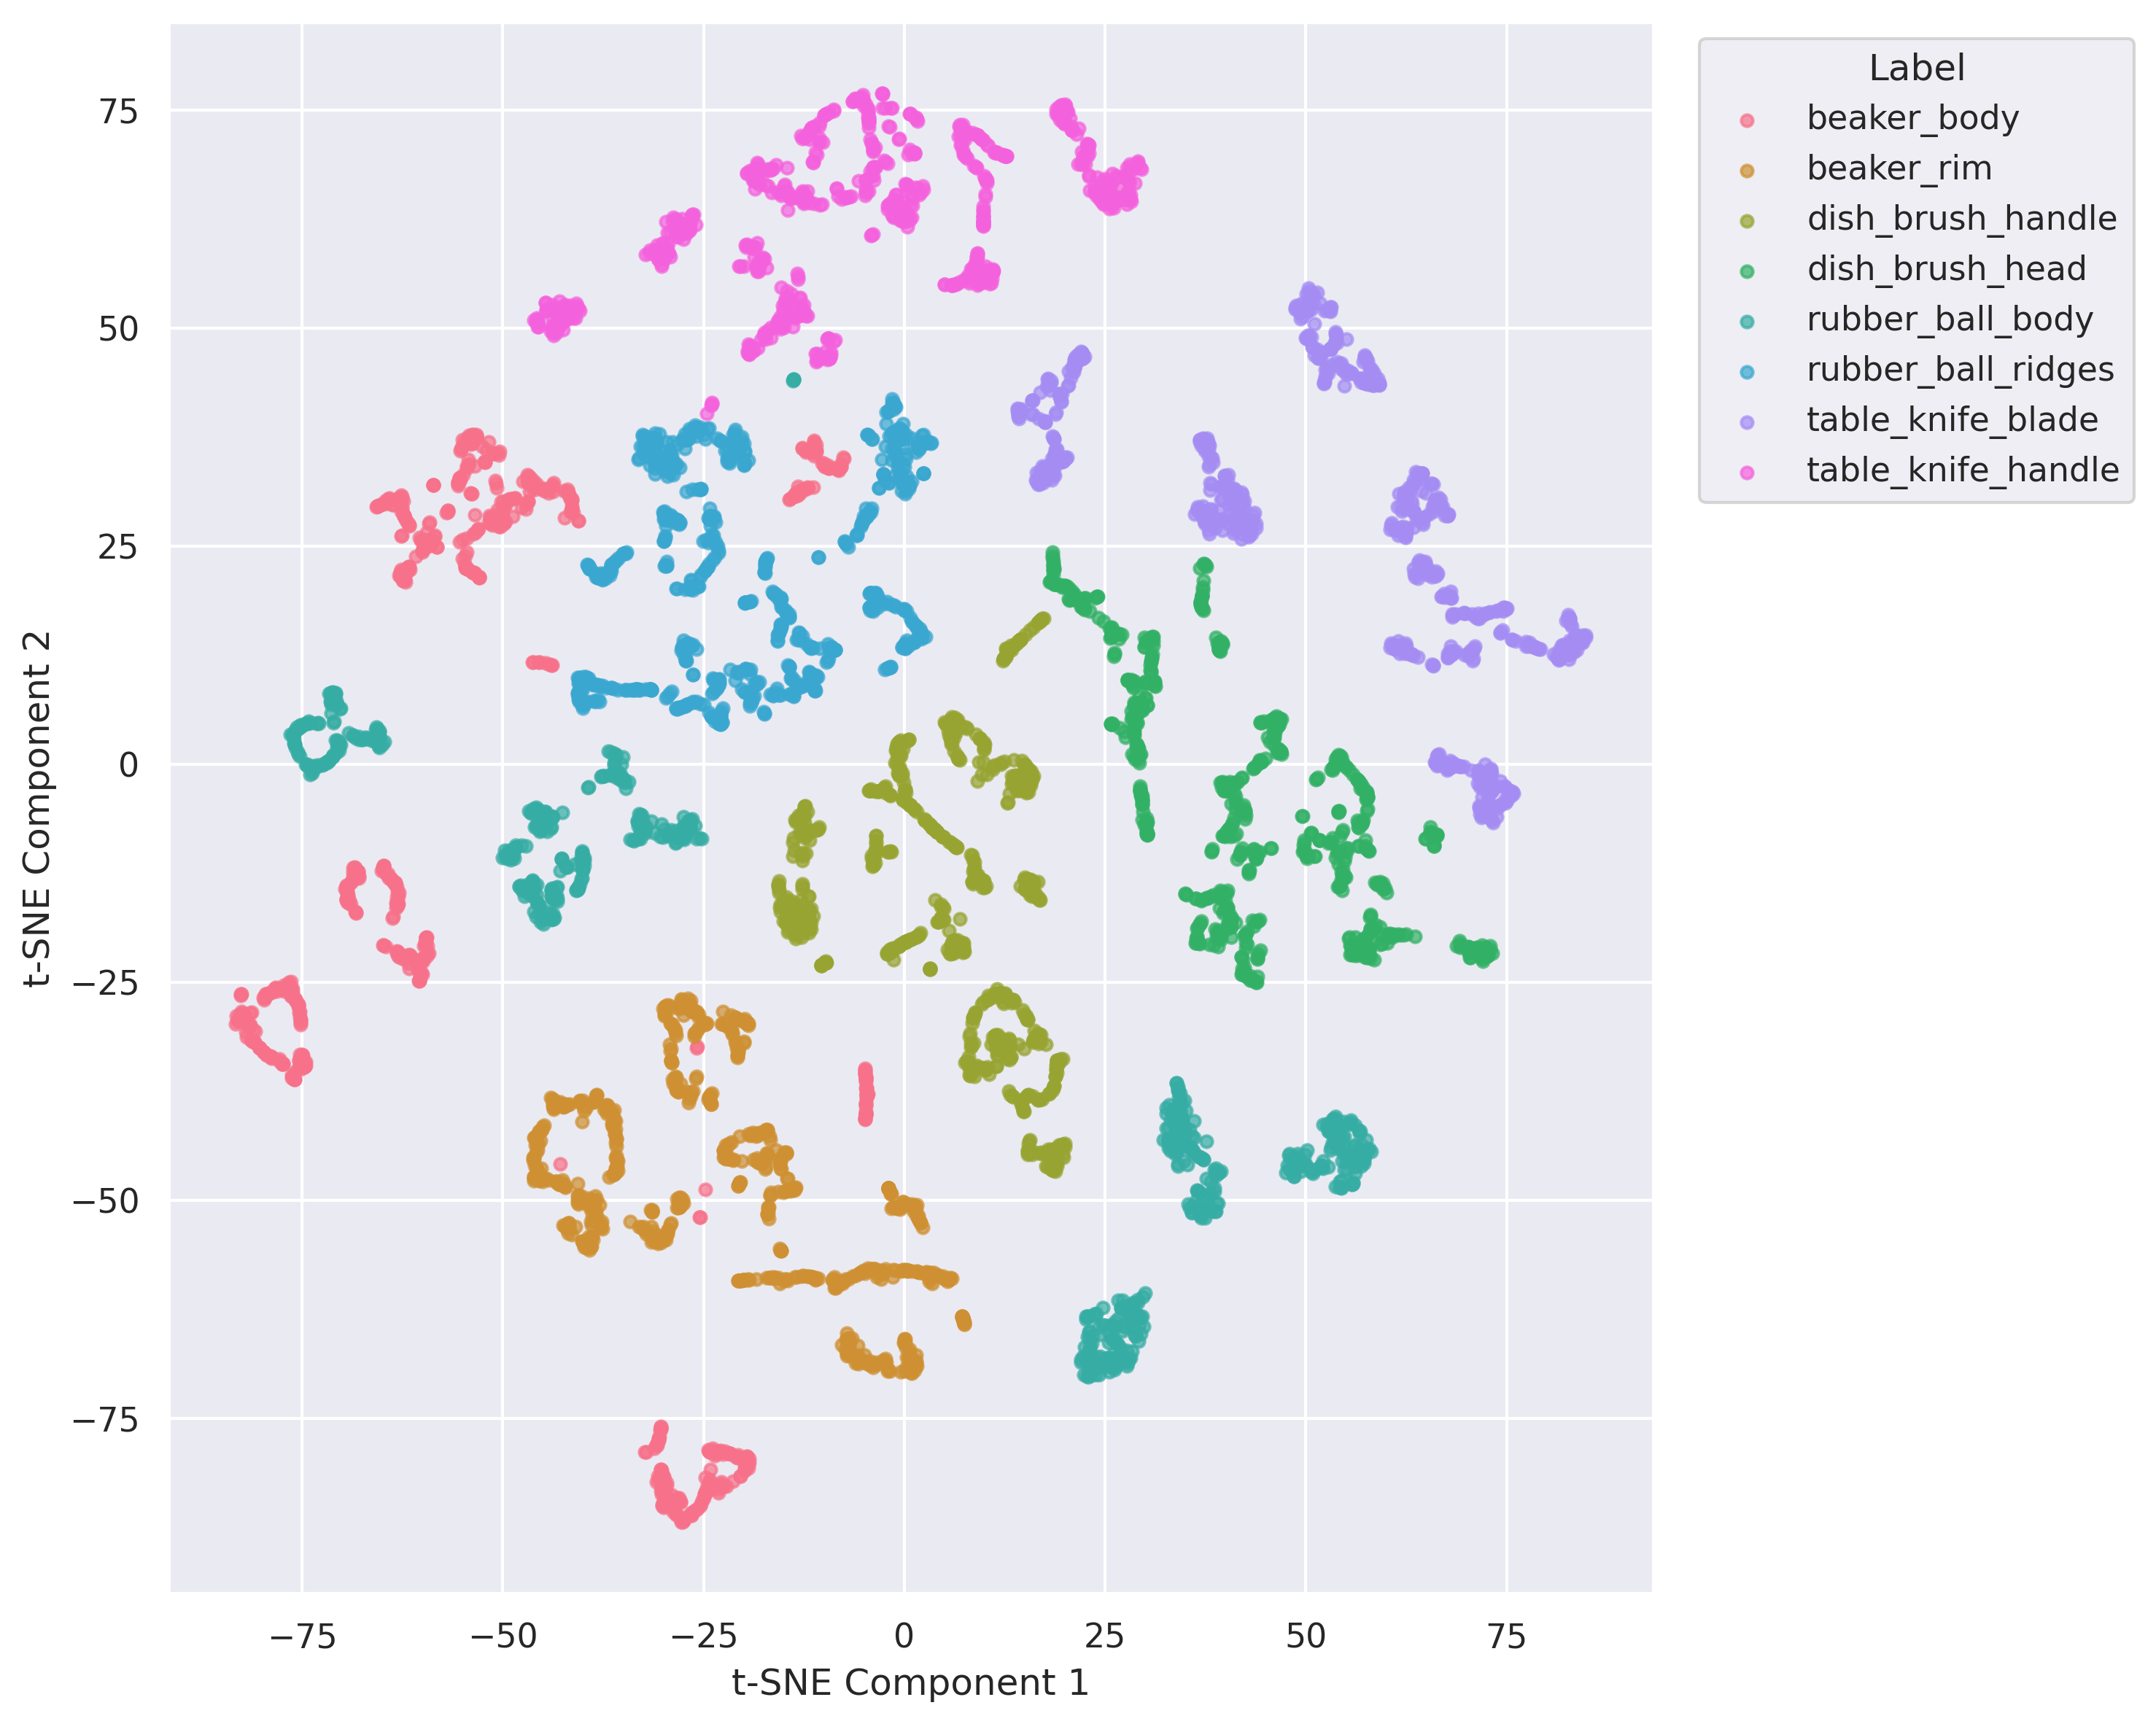 Label
beaker_body
beaker_rim
dish_brush_handle
dish_brush_head
rubber_ball_body
rubber_ball_ridges
table_knife_blade
table_knife_handle
75
50
25
0
−25
−50
−75
t-SNE Component 2
−75
−50
−25
0
25
50
75
t-SNE Component 1